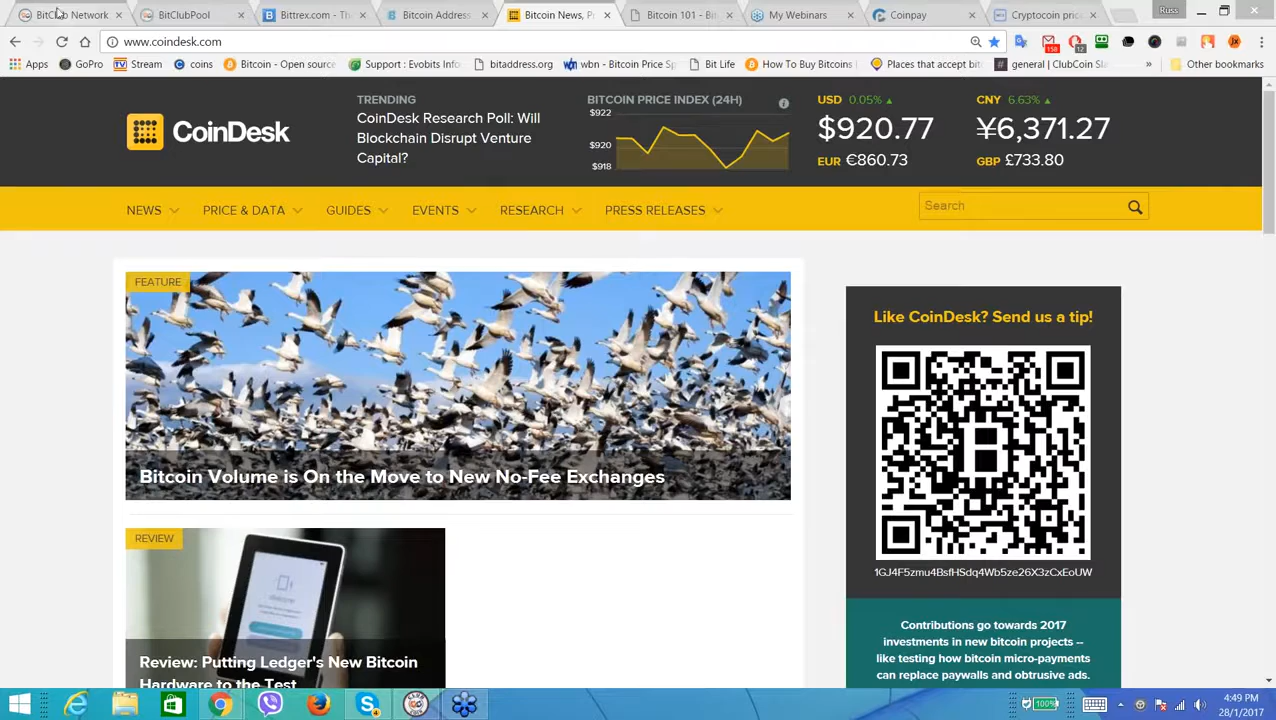 BitClub Network
BitClubPool
Bittrex.com - Th
Bitcoin Address
Bitcoin News, P
Bitcoin 101 - Bit
My Webinars
Coinpay
Cryptocoin pric
Russ
www.coindesk.com
158
12
Apps
GoPro
Stream
coins
Bitcoin - Open source
Support : Evobits Info
bitaddress.org
wbn - Bitcoin Price Sp
Bit Life
How To Buy Bitcoins
Places that accept bit
general | ClubCoin Sla
»
Other bookmarks
CoinDesk
TRENDING
CoinDesk Research Poll: Will
Blockchain Disrupt Venture
Capital?
BITCOIN PRICE INDEX (24H)
$922
$920
$918
USD 0.05% ▲
$920.77
EUR €860.73
CNY 6.63% ▲
¥6,371.27
GBP £733.80
NEWS
PRICE & DATA
GUIDES
EVENTS
RESEARCH
PRESS RELEASES
Search
FEATURE
Bitcoin Volume is On the Move to New No-Fee Exchanges
REVIEW
Review: Putting Ledger's New Bitcoin
Hardware to the Test
Like CoinDesk? Send us a tip!
1GJ4F5zmu4BsfHSdq4Wb5ze26X3zCxEoUW
Contributions go towards 2017
investments in new bitcoin projects --
like testing how bitcoin micro-payments
can replace paywalls and obtrusive ads.
100%
4:49 PM
28/1/2017